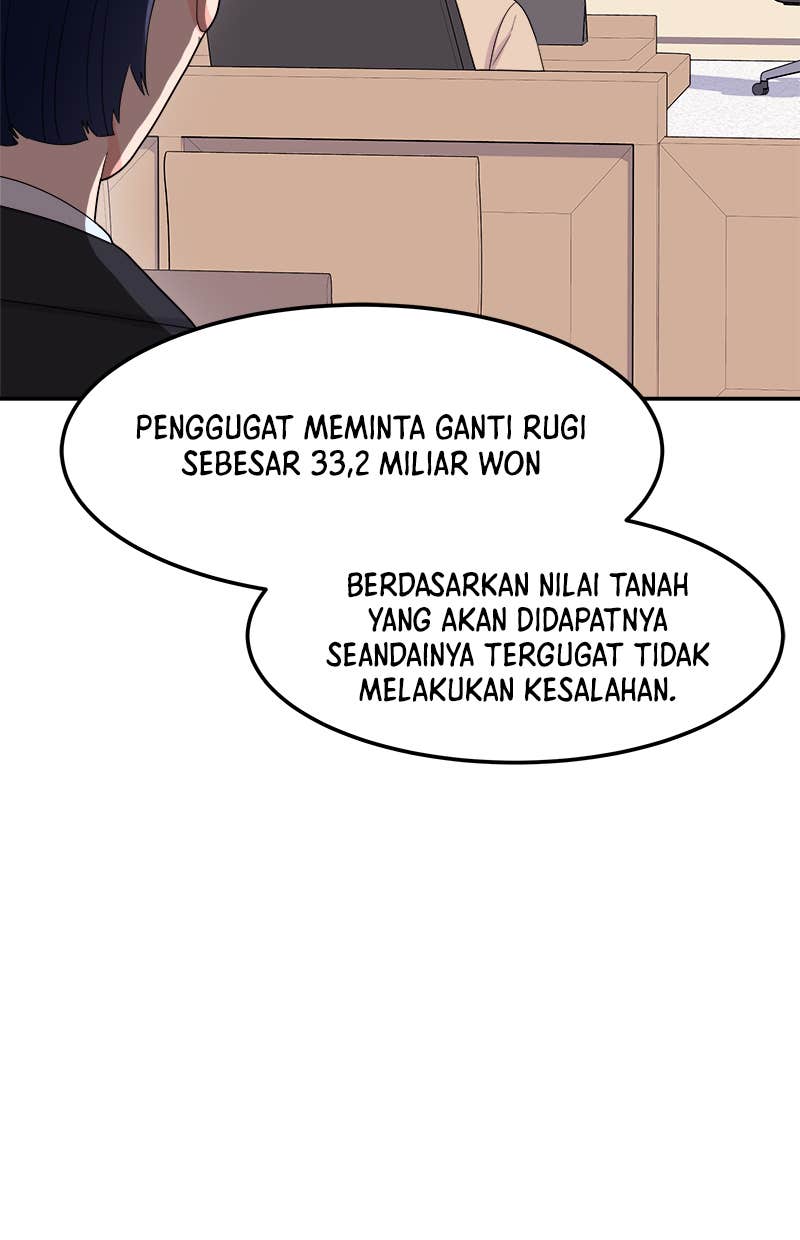 PENGGUGAT MEMINTA GANTI RUGI
SEBESAR 33,2 MILIAR WON
BERDASARKAN NILAI TANAH
YANG AKAN DIDAPATNYA
SEANDAINYA TERGUGAT TIDAK
MELAKUKAN KESALAHAN.